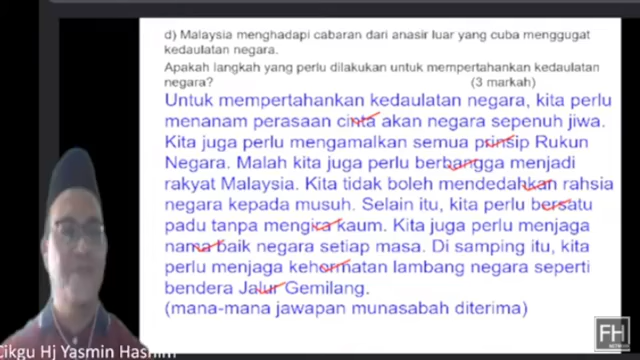 d) Malaysia menghadapi cabaran dari anasir luar yang cuba menggugat
kedaulatan negara.
Apakah langkah yang perlu dilakukan untuk mempertahankan kedaulatan
negara? (3 markah)
Untuk mempertahankan kedaulatan negara, kita perlu
menanam perasaan cinta akan negara sepenuh jiwa.
Kita juga perlu mengamalkan semua prinsip Rukun
Negara. Malah kita juga perlu berbangga menjadi
rakyat Malaysia. Kita tidak boleh mendedahkan rahsia
negara kepada musuh. Selain itu, kita perlu bersatu
padu tanpa mengira kaum. Kita juga perlu menjaga
nama baik negara setiap masa. Di samping itu, kita
perlu menjaga kehormatan lambang negara seperti
bendera Jalur Gemilang.
(mana-mana jawapan munasabah diterima)
Cikgu Hj Yasmin Hashim
FH